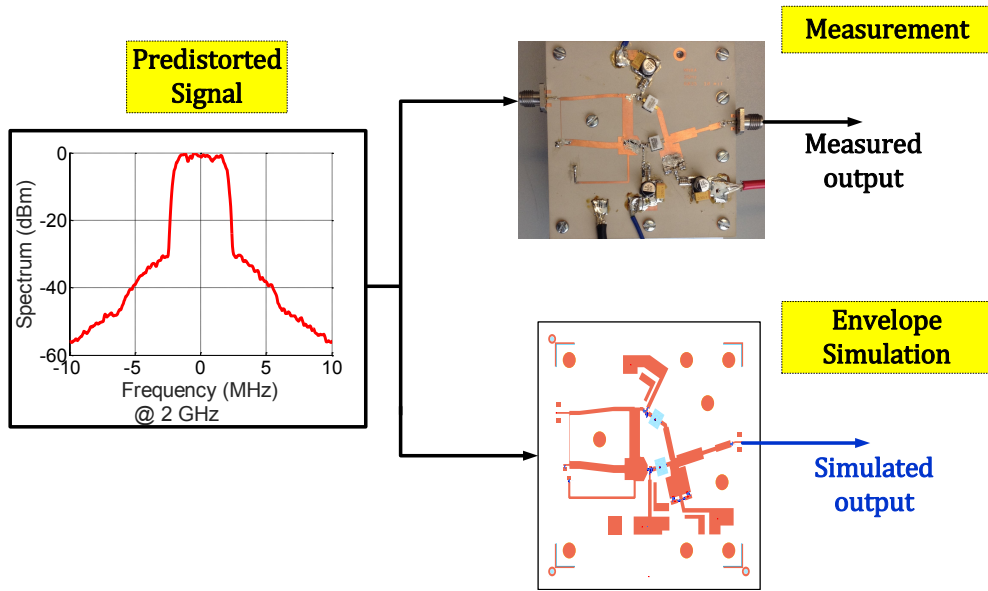 Predistorted
Signal
Spectrum (dBm)
0
-20
-40
-60
-10
-5
0
5
10
Frequency (MHz)
@ 2 GHz
Measurement
Measured
output
Envelope
Simulation
Simulated
output